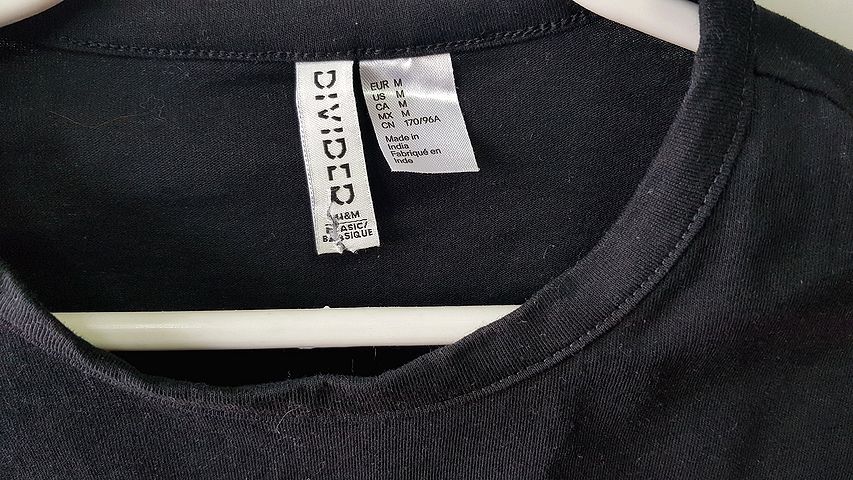 DIVIDED
H&M
BASIC/
BASIQUE
EUR M
US M
CA M
MX M
CN 170/96A
Made in
India
Fabriqué en
Inde